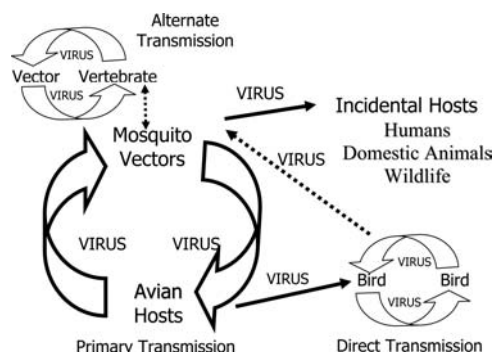 Alternate
Transmission
VIRUS
Vector Vertebrate
VIRUS
VIRUS
Mosquito
Vectors
Incidental Hosts
Humans
Domestic Animals
Wildlife
VIRUS
VIRUS
VIRUS
VIRUS
Avian
Hosts
VIRUS
Bird Bird
VIRUS
Primary Transmission
Direct Transmission